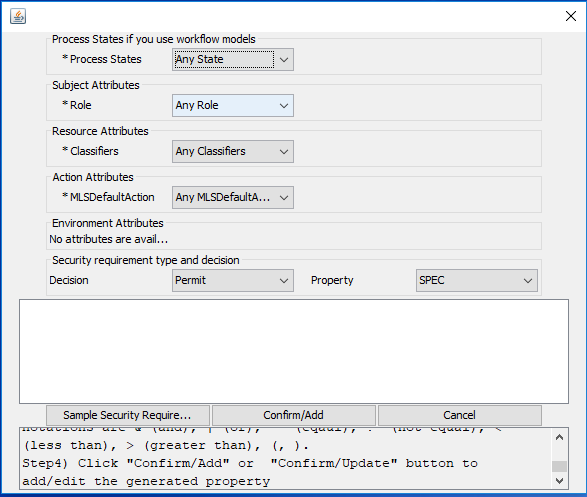 Process States if you use workflow models
* Process States Any State
Subject Attributes
* Role Any Role
Resource Attributes
* Classifiers Any Classifiers
Action Attributes
* MLSDefaultAction Any MLSDefaultA...
Environment Attributes
No attributes are avail...
Security requirement type and decision
Decision Permit Property SPEC
Sample Security Require... Confirm/Add Cancel
notations are & (and), | (or), (equal), (not equal), <
(less than), > (greater than), (, ).
Step4) Click "Confirm/Add" or "Confirm/Update" button to
add/edit the generated property